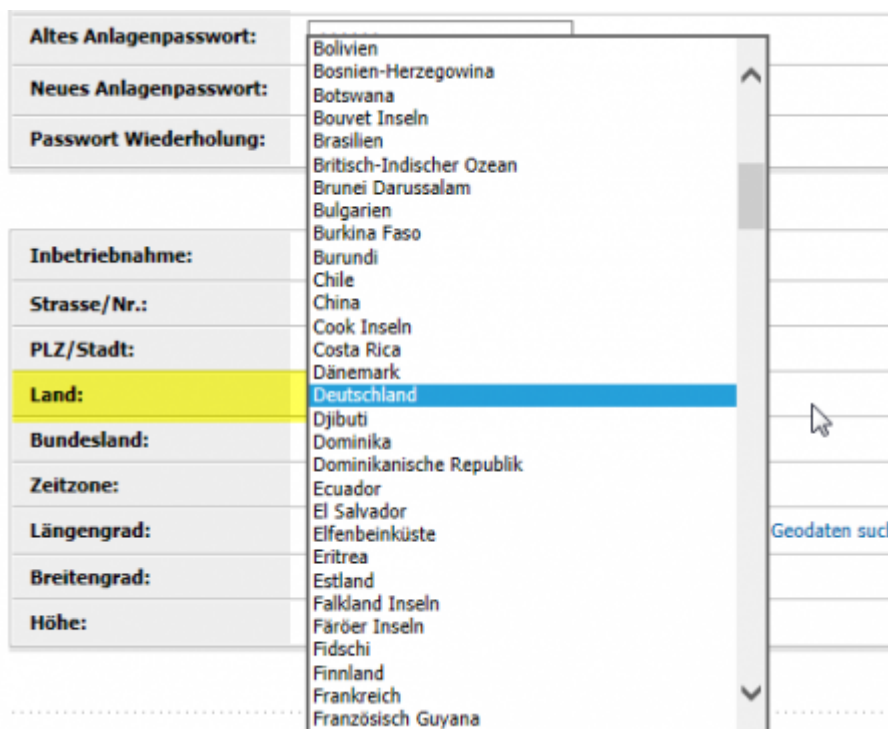 Altes Anlagenpasswort:
Neues Anlagenpasswort:
Passwort Wiederholung:
Inbetriebnahme:
Strasse/Nr.:
PLZ/Stadt:
Land:
Bundesland:
Zeitzone:
Längengrad:
Breitengrad:
Höhe:
Bolivien
Bosnien-Herzegowina
Botswana
Bouvet Inseln
Brasilien
Britisch-Indischer Ozean
Brunei Darussalam
Bulgarien
Burkina Faso
Burundi
Chile
China
Cook Inseln
Costa Rica
Dänemark
Deutschland
Djibuti
Dominika
Dominikanische Republik
Ecuador
El Salvador
Elfenbeinküste
Eritrea
Estland
Falkland Inseln
Färöer Inseln
Fidschi
Finnland
Frankreich
Französisch Guyana
Geodaten such